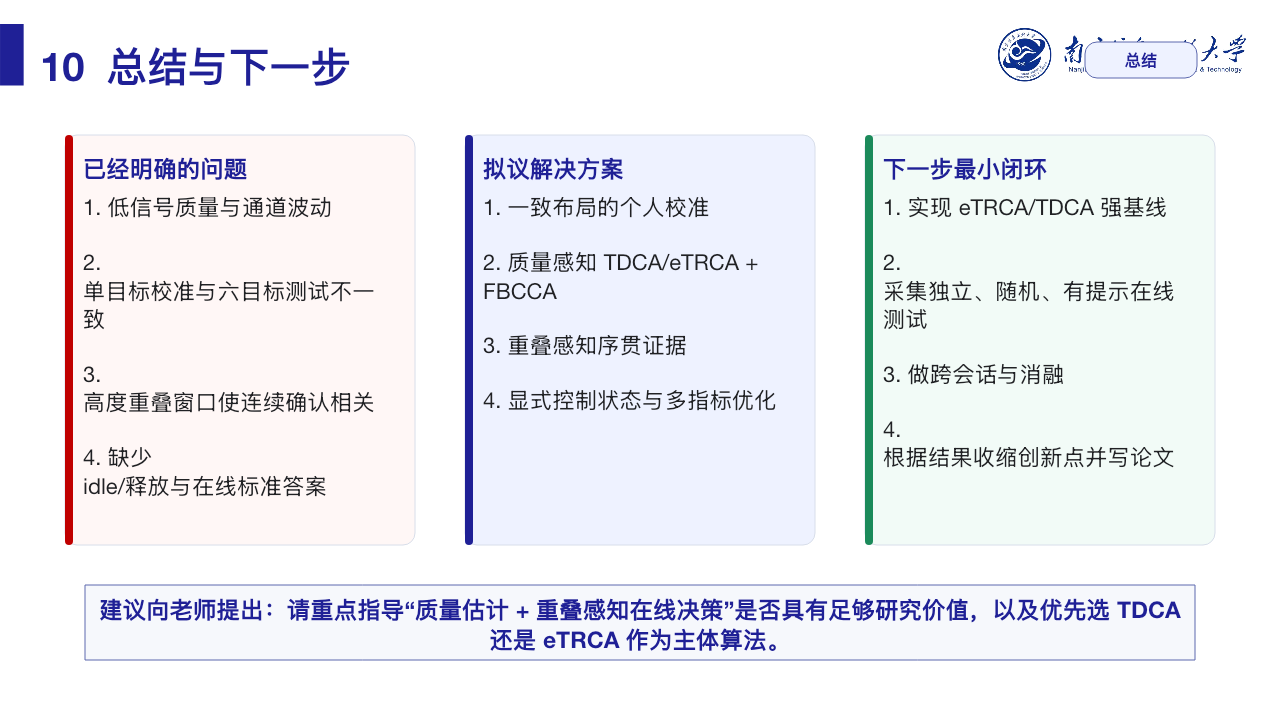 10 总结与下一步
总结
大学
& Technology
已经明确的问题
1. 低信号质量与通道波动
2.
单目标校准与六目标测试不一
致
3.
高度重叠窗口使连续确认相关
4. 缺少
idle/释放与在线标准答案
拟议解决方案
1. 一致布局的个人校准
2. 质量感知 TDCA/eTRCA +
FBCCA
3. 重叠感知序贯证据
4. 显式控制状态与多指标优化
下一步最小闭环
1. 实现 eTRCA/TDCA 强基线
2.
采集独立、随机、有提示在线
测试
3. 做跨会话与消融
4.
根据结果收缩创新点并写论文
建议向老师提出：请重点指导“质量估计 + 重叠感知在线决策”是否具有足够研究价值，以及优先选 TDCA
还是 eTRCA 作为主体算法。